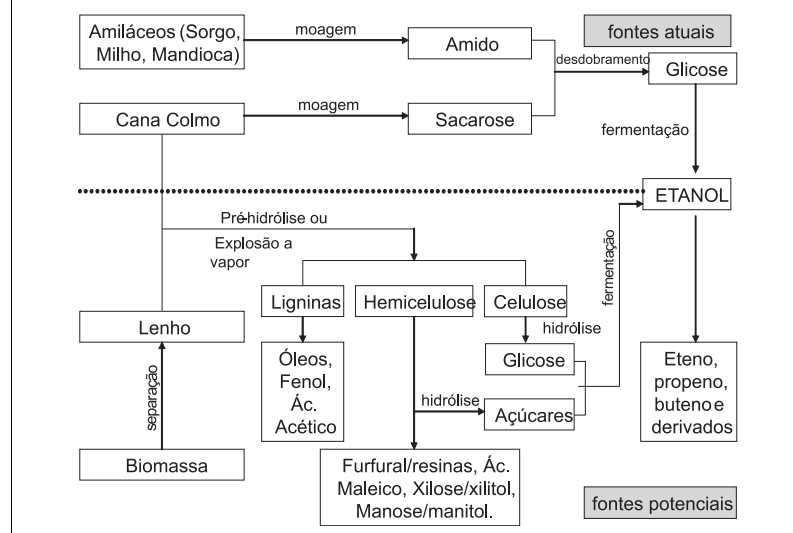 Amiláceos (Sorgo,
Milho, Mandioca)
moagem
Amido
fontes atuais
desdobramento
Glicose
Cana Colmo
moagem
Sacarose
fermentação
ETANOL
Pré-hidrólise ou
Explosão a
vapor
fermentação
Ligninas
Hemicelulose
Celulose
Lenho
hidrólise
Óleos,
Fenol,
Ác.
Acético
Glicose
Eteno,
propeno,
buteno e
derivados
separação
hidrólise
Açúcares
Biomassa
Furfural/resinas, Ác.
Maleico, Xilose/xilitol,
Manose/manitol.
fontes potenciais